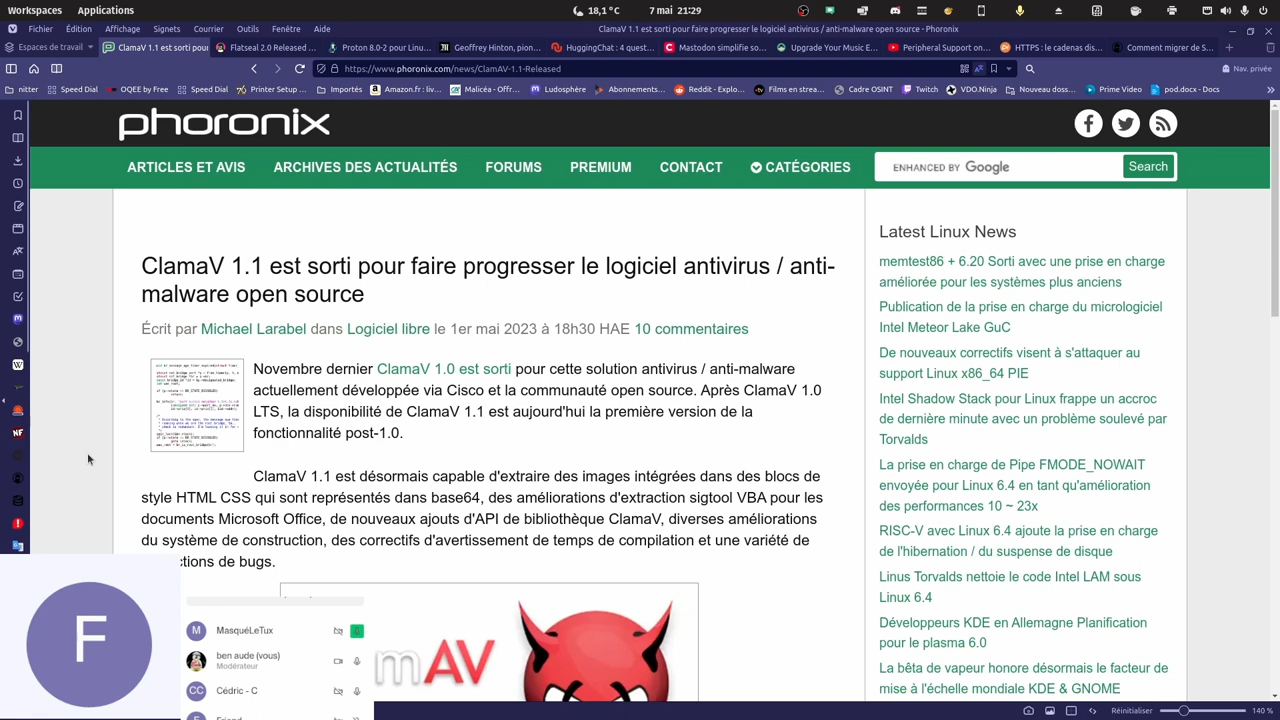 Bureaux Applications
18,1 °C Mardi 2 mai, 21:29
Fichier Édition Affichage Signets Courrier Outils Fenêtre Aide
ClamaV 1.1 est sorti pour faire progresser le logiciel antivirus / anti-malware open source - Phoronix
Espaces de travail ClamaV 1.1 est sorti pou Flatseal 2.0 Released ... Proton 8.0-2 pour Linu... Geoffrey Hinton, pion... HuggingChat : 4 quest... Mastodon simplifie so... Upgrade Your Music E... Peripheral Support on... HTTPS : le cadenas dis... Comment migrer de S...
https://www.phoronix.com/news/ClamAV-1.1-Released
Nav. privée
nitter Speed Dial OQEE by Free Speed Dial Printer Setup ... Importés Amazon.fr : livr... Malicéa - Offr... Ludosphère Abonnements... Reddit - Explo... Films en strea... Cadre OSINT Twitch VDO.Ninja Nouveau doss... Prime Video pod.docx - Docs
phoronix
ARTICLES ET AVIS ARCHIVES DES ACTUALITÉS FORUMS PREMIUM CONTACT CATÉGORIES
ENHANCED BY Google Search
ClamaV 1.1 est sorti pour faire progresser le logiciel antivirus / anti-
malware open source
Écrit par Michael Larabel dans Logiciel libre le 1er mai 2023 à 18h30 HAE 10 commentaires
Novembre dernier ClamaV 1.0 est sorti pour cette solution antivirus / anti-malware
actuellement développée via Cisco et la communauté open source. Après ClamaV 1.0
LTS, la disponibilité de ClamaV 1.1 est aujourd'hui la première version de la
fonctionnalité post-1.0.
ClamaV 1.1 est désormais capable d'extraire des images intégrées dans des blocs de
style HTML CSS qui sont représentés dans base64, des améliorations d'extraction sigtool VBA pour les
documents Microsoft Office, de nouveaux ajouts d'API de bibliothèque ClamaV, diverses améliorations
du système de construction, des correctifs d'avertissement de temps de compilation et une variété de
ctions de bugs.
mAV
Latest Linux News
memtest86 + 6.20 Sorti avec une prise en charge
améliorée pour les systèmes plus anciens
Publication de la prise en charge du micrologiciel
Intel Meteor Lake GuC
De nouveaux correctifs visent à s'attaquer au
support Linux x86_64 PIE
Intel Shadow Stack pour Linux frappe un accroc
de dernière minute avec un problème soulevé par
Torvalds
La prise en charge de Pipe FMODE_NOWAIT
envoyée pour Linux 6.4 en tant qu'amélioration
des performances 10 ~ 23x
RISC-V avec Linux 6.4 ajoute la prise en charge
de l'hibernation / du suspense de disque
Linus Torvalds nettoie le code Intel LAM sous
Linux 6.4
Développeurs KDE en Allemagne Planification
pour le plasma 6.0
La bêta de vapeur honore désormais le facteur de
mise à l'échelle mondiale KDE & GNOME
F
M MasquéLeTux
ben aude (vous)
Modérateur
CC Cédric - C
Friend
Réinitialiser 140 %